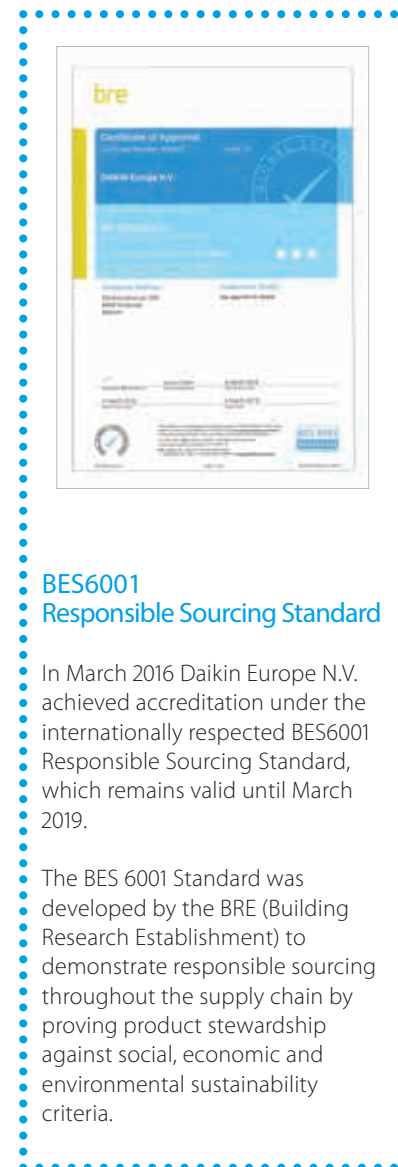 bre
Certificate of Approval
Daikin Europe N.V.
BES6001
Responsible Sourcing Standard
In March 2016 Daikin Europe N.V.
achieved accreditation under the
internationally respected BES6001
Responsible Sourcing Standard,
which remains valid until March
2019.
The BES 6001 Standard was
developed by the BRE (Building
Research Establishment) to
demonstrate responsible sourcing
throughout the supply chain by
proving product stewardship
against social, economic and
environmental sustainability
criteria.